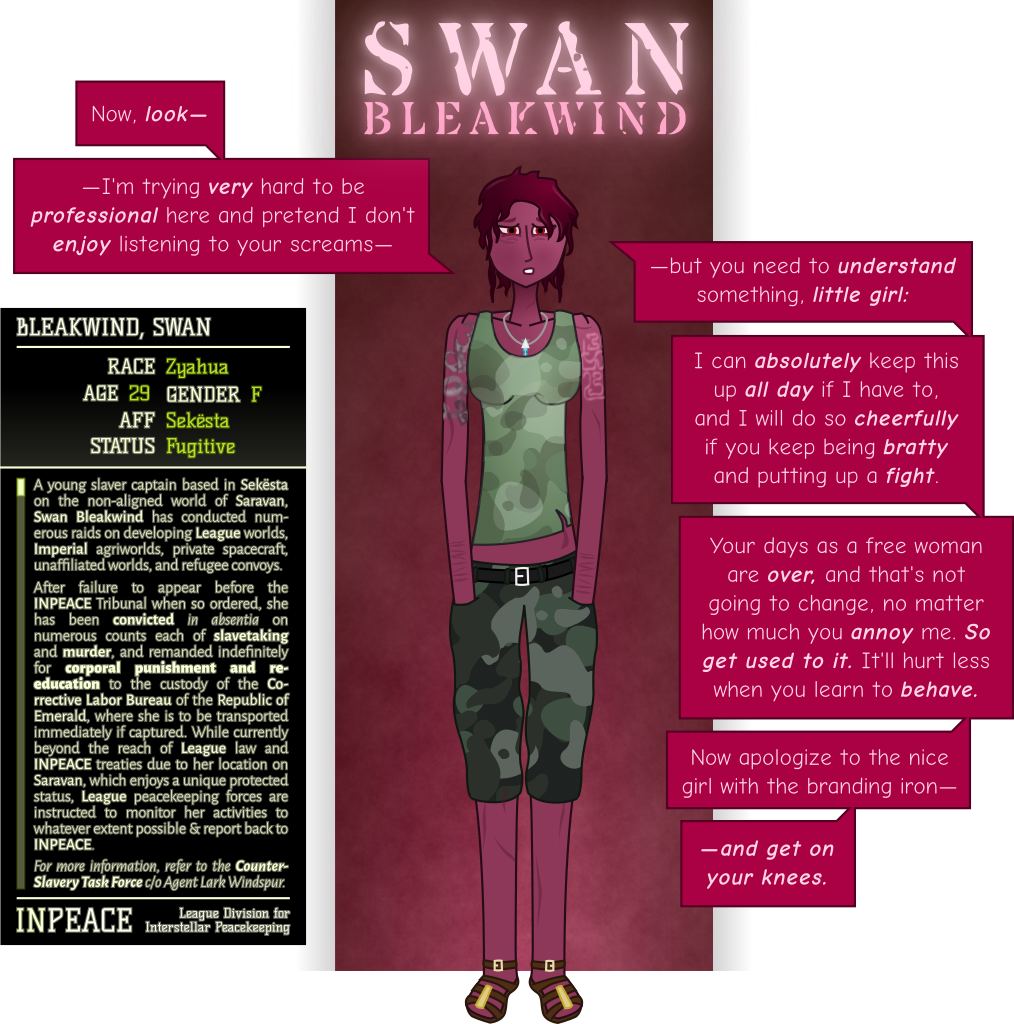 SWAN
BLEAKWIND
Now, look—
—I'm trying very hard to be
professional here and pretend I don't
enjoy listening to your screams—
—but you need to understand
something, little girl:
I can absolutely keep this
up all day if I have to,
and I will do so cheerfully
if you keep being bratty
and putting up a fight.
Your days as a free woman
are over, and that's not
going to change, no matter
how much you annoy me. So
get used to it. It'll hurt less
when you learn to behave.
Now apologize to the nice
girl with the branding iron—
—and get on
your knees.
BLEAKWIND, SWAN
RACE Zyahua
AGE 29 GENDER F
AFF Sekësta
STATUS Fugitive
A young slaver captain based in Sekësta
on the non-aligned world of Saravan,
Swan Bleakwind has conducted num-
erous raids on developing League worlds,
Imperial agriworlds, private spacecraft,
unaffiliated worlds, and refugee convoys.
After failure to appear before the
INPEACE Tribunal when so ordered, she
has been convicted in absentia on
numerous counts each of slavetaking
and murder, and remanded indefinitely
for corporal punishment and re-
education to the custody of the Co-
rrective Labor Bureau of the Republic of
Emerald, where she is to be transported
immediately if captured. While currently
beyond the reach of League law and
INPEACE treaties due to her location on
Saravan, which enjoys a unique protected
status, League peacekeeping forces are
instructed to monitor her activities to
whatever extent possible & report back to
INPEACE.
For more information, refer to the Counter-
Slavery Task Force c/o Agent Lark Windspur.
INPEACE League Division for
Interstellar Peacekeeping